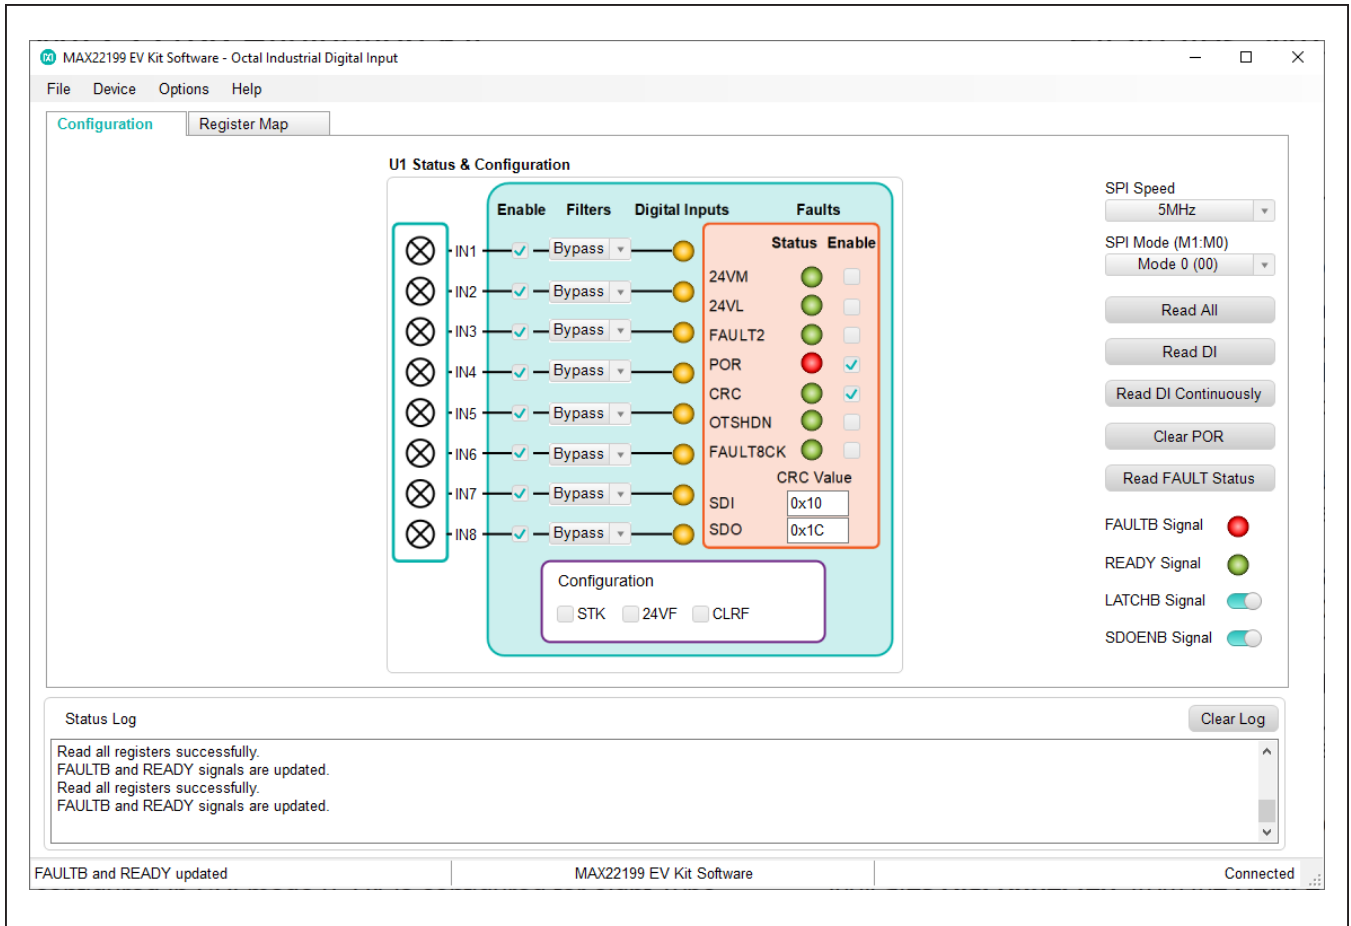 MAX22199 EV Kit Software - Octal Industrial Digital Input
File Device Options Help
Configuration Register Map
U1 Status & Configuration
Enable Filters Digital Inputs Faults
Status Enable
IN1 Bypass
24VM
IN2 Bypass
24VL
IN3 Bypass
FAULT2
IN4 Bypass
POR
CRC
IN5 Bypass
OTSHDN
IN6 Bypass
FAULT8CK
CRC Value
IN7 Bypass
SDI 0x10
IN8 Bypass
SDO 0x1C
Configuration
STK 24VF CLRF
SPI Speed
5MHz
SPI Mode (M1:M0)
Mode 0 (00)
Read All
Read DI
Read DI Continuously
Clear POR
Read FAULT Status
FAULTB Signal
READY Signal
LATCHB Signal
SDOENB Signal
Status Log
Clear Log
Read all registers successfully.
FAULTB and READY signals are updated.
Read all registers successfully.
FAULTB and READY signals are updated.
FAULTB and READY updated
MAX22199 EV Kit Software
Connected